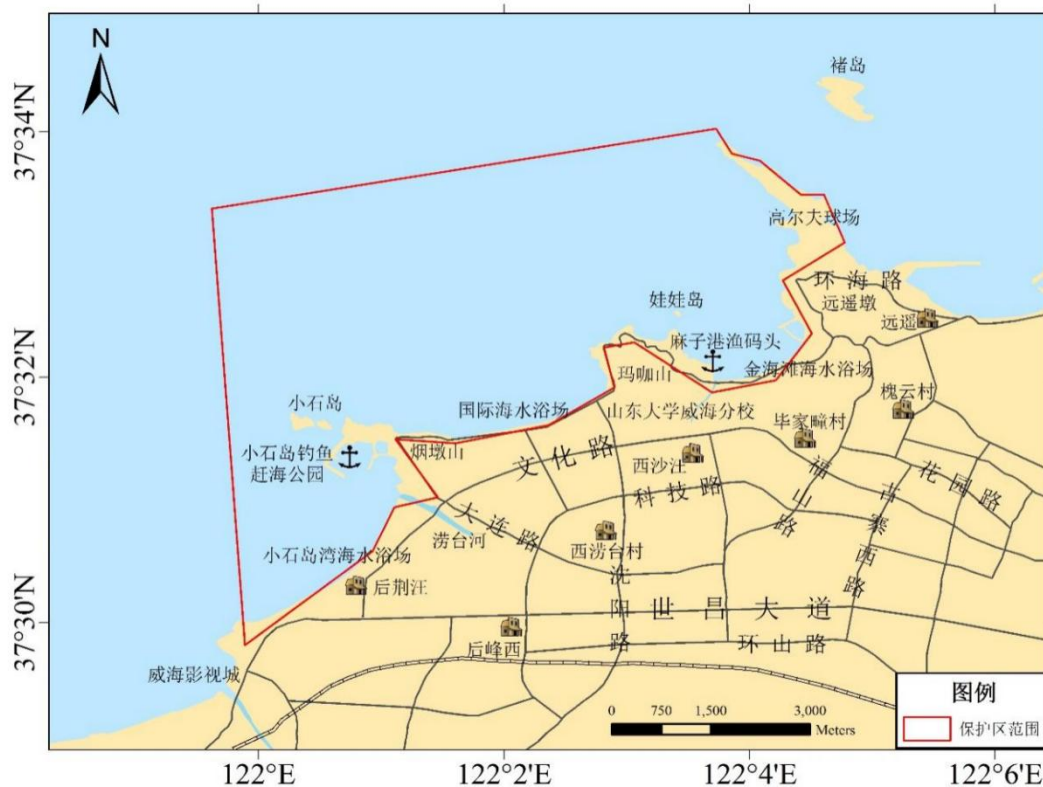 N
褚岛
37°34'N
高尔夫球场
环海路
远遥墩
远遥
娃娃岛
麻子港渔码头
37°32'N
金海滩海水浴场
玛咖山
槐云村
小石岛
国际海水浴场
山东大学威海分校
毕家疃村
小石岛钓鱼
赶海公园
烟墩山
文化路
西沙汪
福山路
古寨西路
花园路
科技路
大连路
涝台河
小石岛湾海水浴场
西涝台村
后荆汪
沈阳路
37°30'N
世昌大道
环山路
后峰西
威海影视城
图例
保护区范围
0 750 1,500 3,000
Meters
122°E
122°2'E
122°4'E
122°6'E